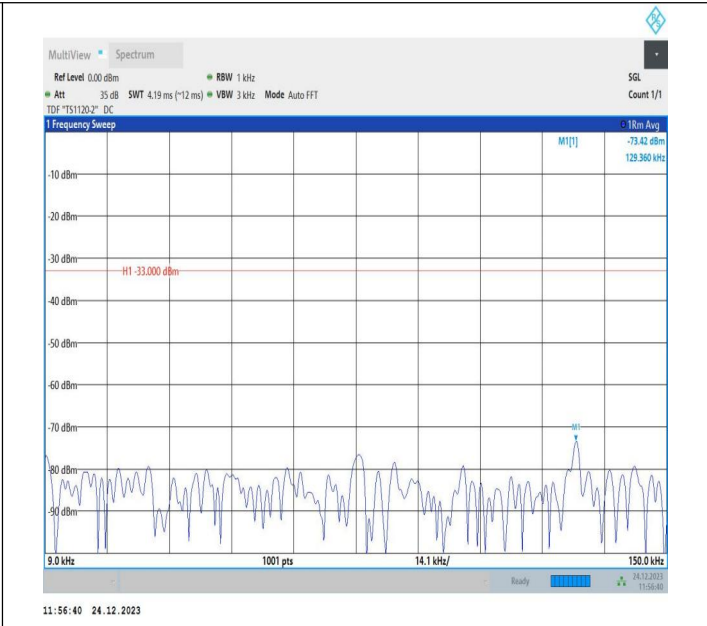 R S
MultiView Spectrum
Ref Level 0.00 dBm RBW 1 kHz SGL
Att 35 dB SWT 4.19 ms (~12 ms) VBW 3 kHz Mode Auto FFT Count 1/1
TDF "TS1120-2" DC
1 Frequency Sweep 1Rm Avg
M1[1] -73.42 dBm
129.360 kHz
-10 dBm
-20 dBm
-30 dBm
H1 -33.000 dBm
-40 dBm
-50 dBm
-60 dBm
-70 dBm
M1
-80 dBm
-90 dBm
9.0 kHz 1001 pts 14.1 kHz/ 150.0 kHz
Ready 24.12.2023
11:56:40
11:56:40 24.12.2023